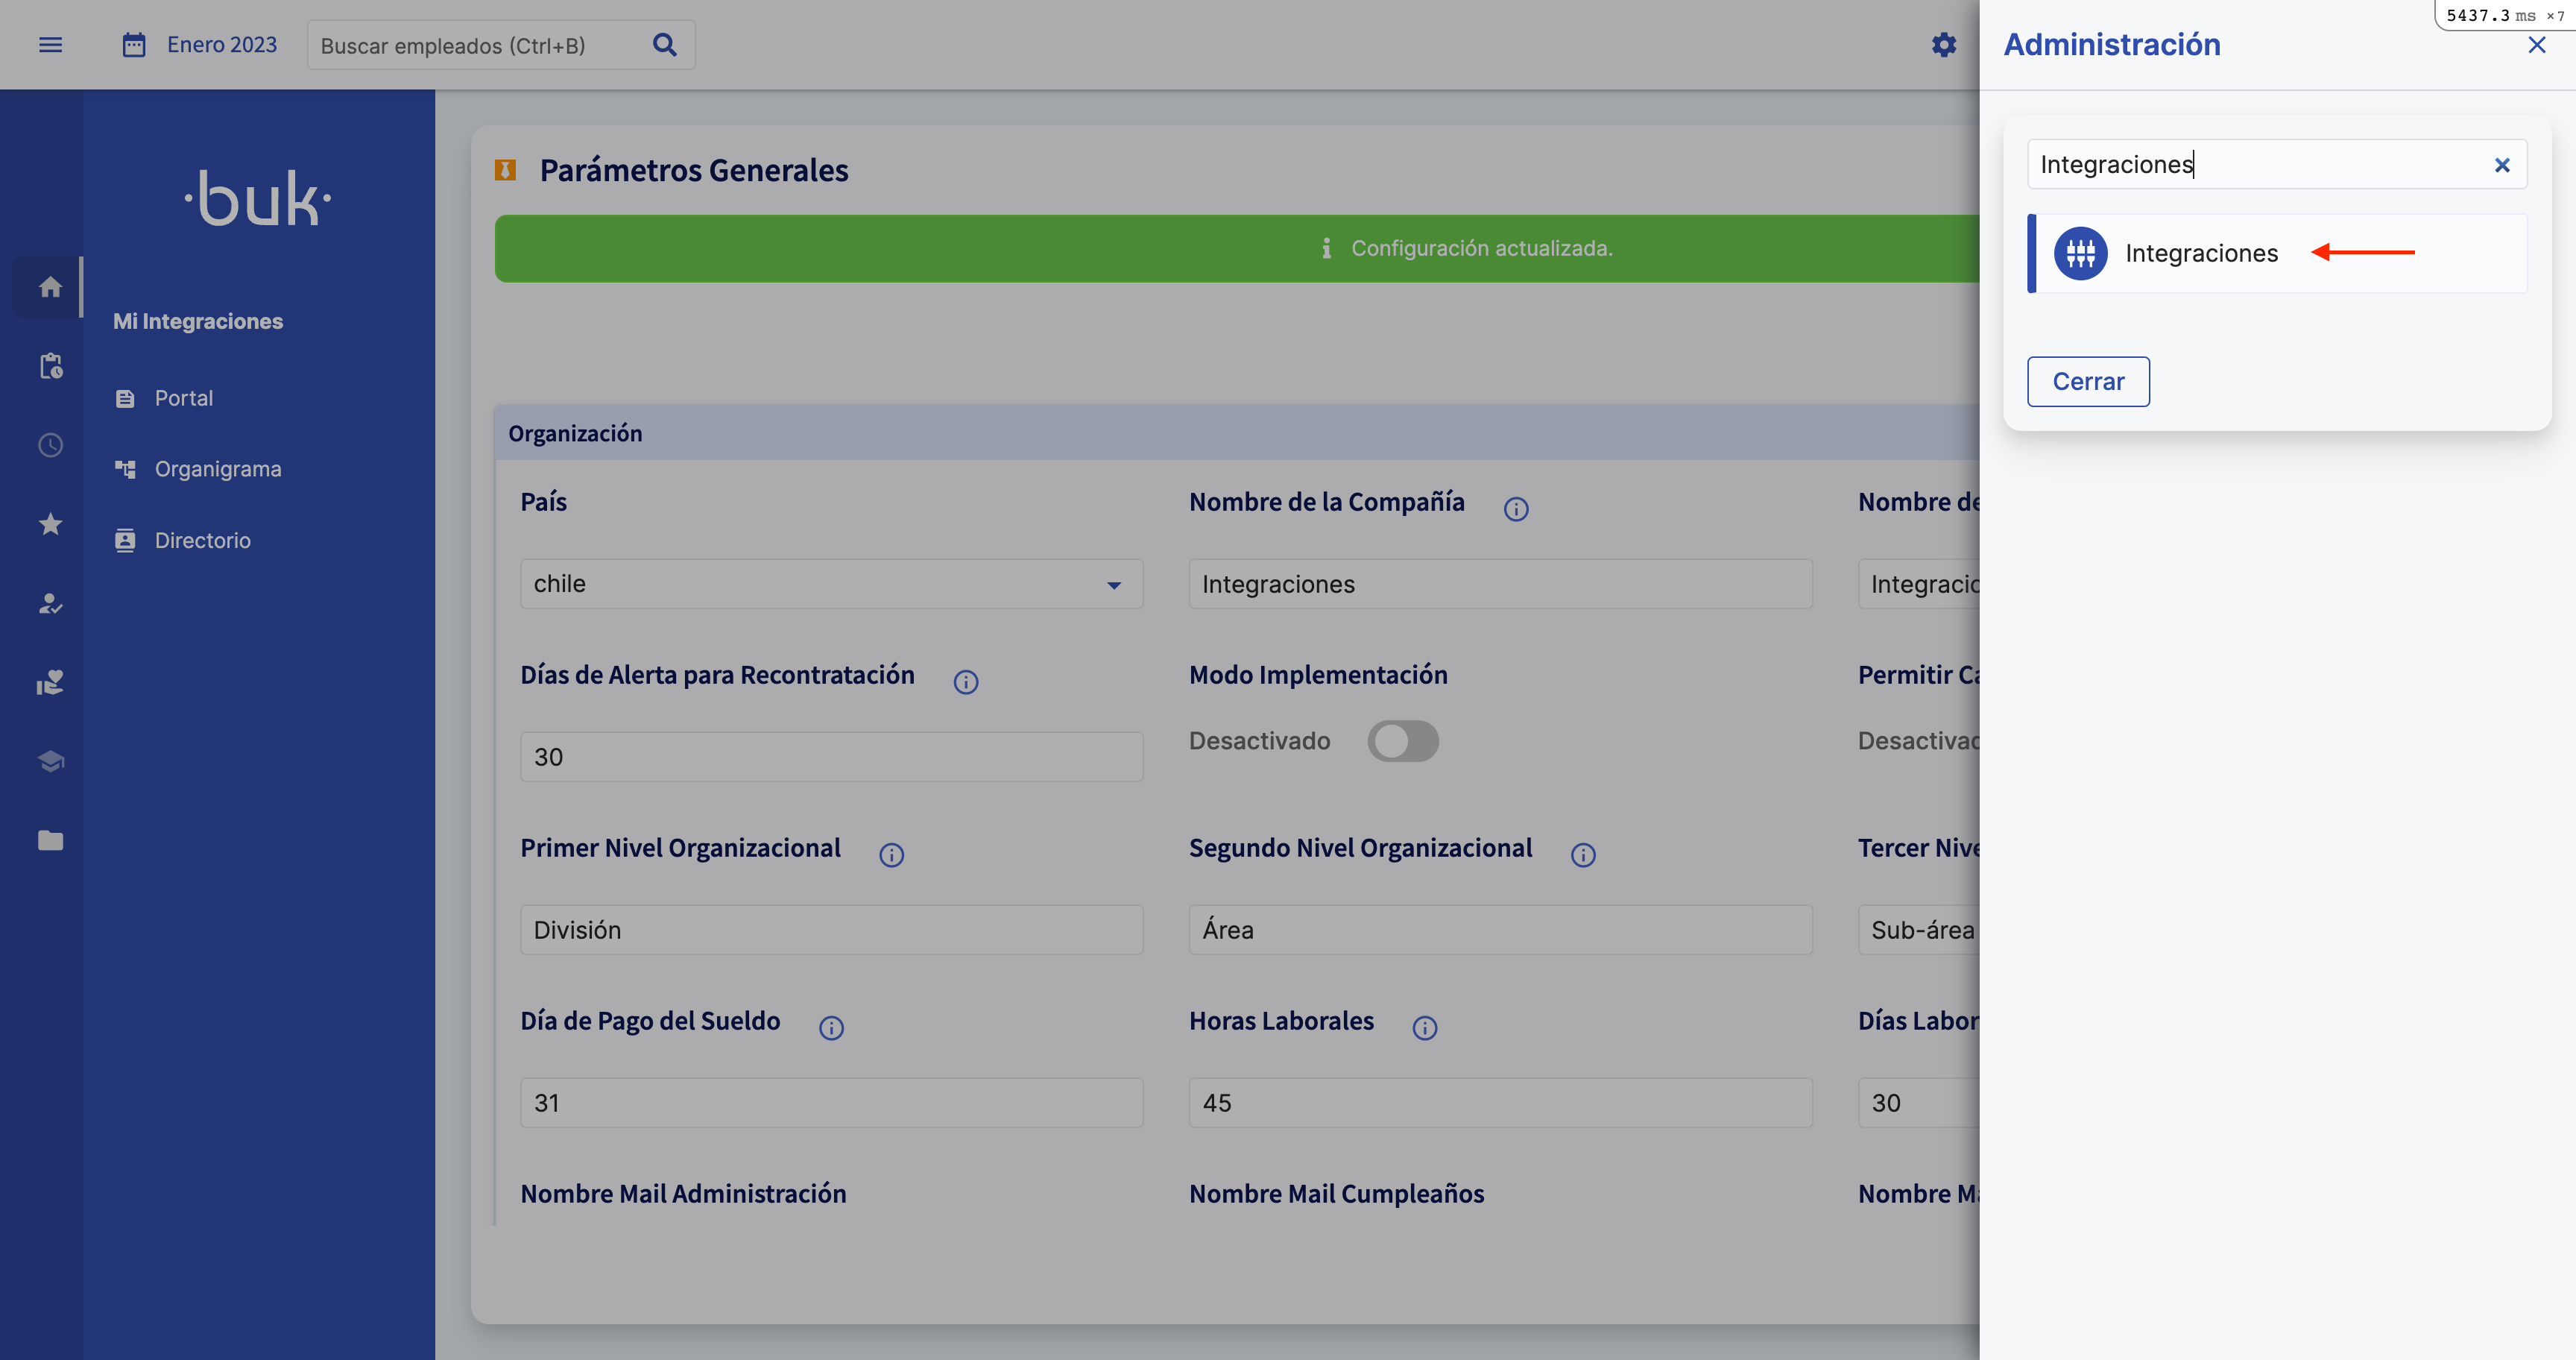 Enero 2023
Buscar empleados (Ctrl+B)
5437.3 ms ×7
Administración
Integraciones
Integraciones
Cerrar
·buk·
Mi Integraciones
Portal
Organigrama
Directorio
Parámetros Generales
Configuración actualizada.
Organización
País
Nombre de la Compañía
Nombre de
chile
Integraciones
Integracio
Días de Alerta para Recontratación
Modo Implementación
Permitir Ca
30
Desactivado
Desactivad
Primer Nivel Organizacional
Segundo Nivel Organizacional
Tercer Nive
División
Área
Sub-área
Día de Pago del Sueldo
Horas Laborales
Días Labor
31
45
30
Nombre Mail Administración
Nombre Mail Cumpleaños
Nombre Ma